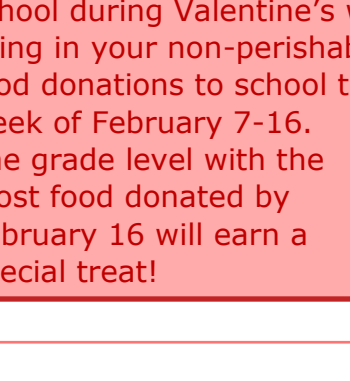 hool during Valentine's
ing in your non-perishab
od donations to school t
eek of February 7-16.
e grade level with the
ost food donated by
bruary 16 will earn a
ecial treat!